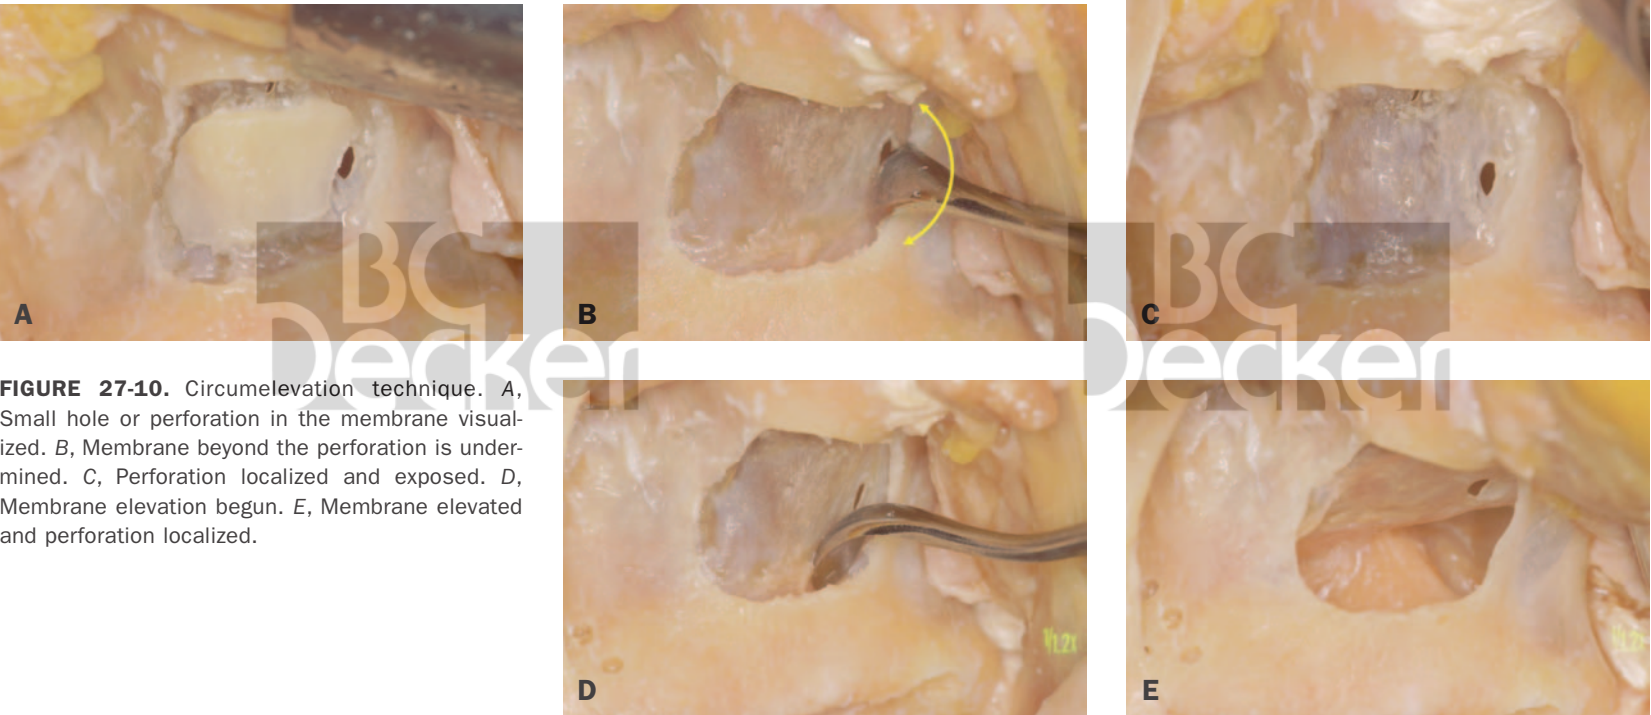 A
B
C
BC
Decker
BC
Decker
FIGURE 27-10. Circumelevation technique. A,
Small hole or perforation in the membrane visual-
ized. B, Membrane beyond the perforation is under-
mined. C, Perforation localized and exposed. D,
Membrane elevation begun. E, Membrane elevated
and perforation localized.
D
E